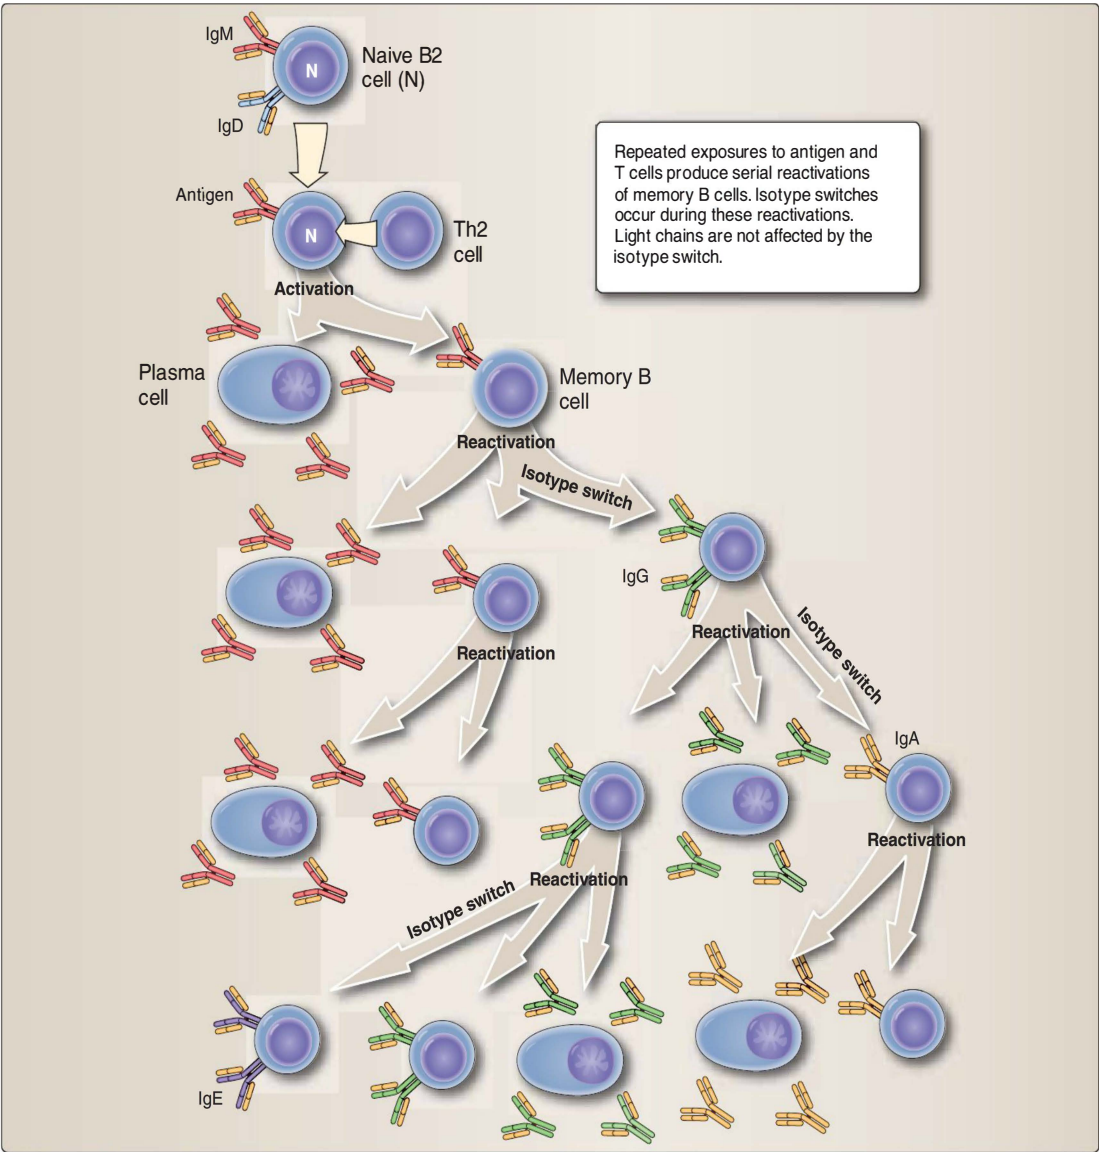 IgM
Naive B2
cell (N)
N
IgD
Repeated exposures to antigen and
T cells produce serial reactivations
of memory B cells. Isotype switches
occur during these reactivations.
Light chains are not affected by the
isotype switch.
Antigen
N
Th2
cell
Activation
Plasma
cell
Memory B
cell
Reactivation
Isotype switch
IgG
Reactivation
Isotype switch
Reactivation
IgA
Reactivation
Reactivation
Isotype switch
IgE